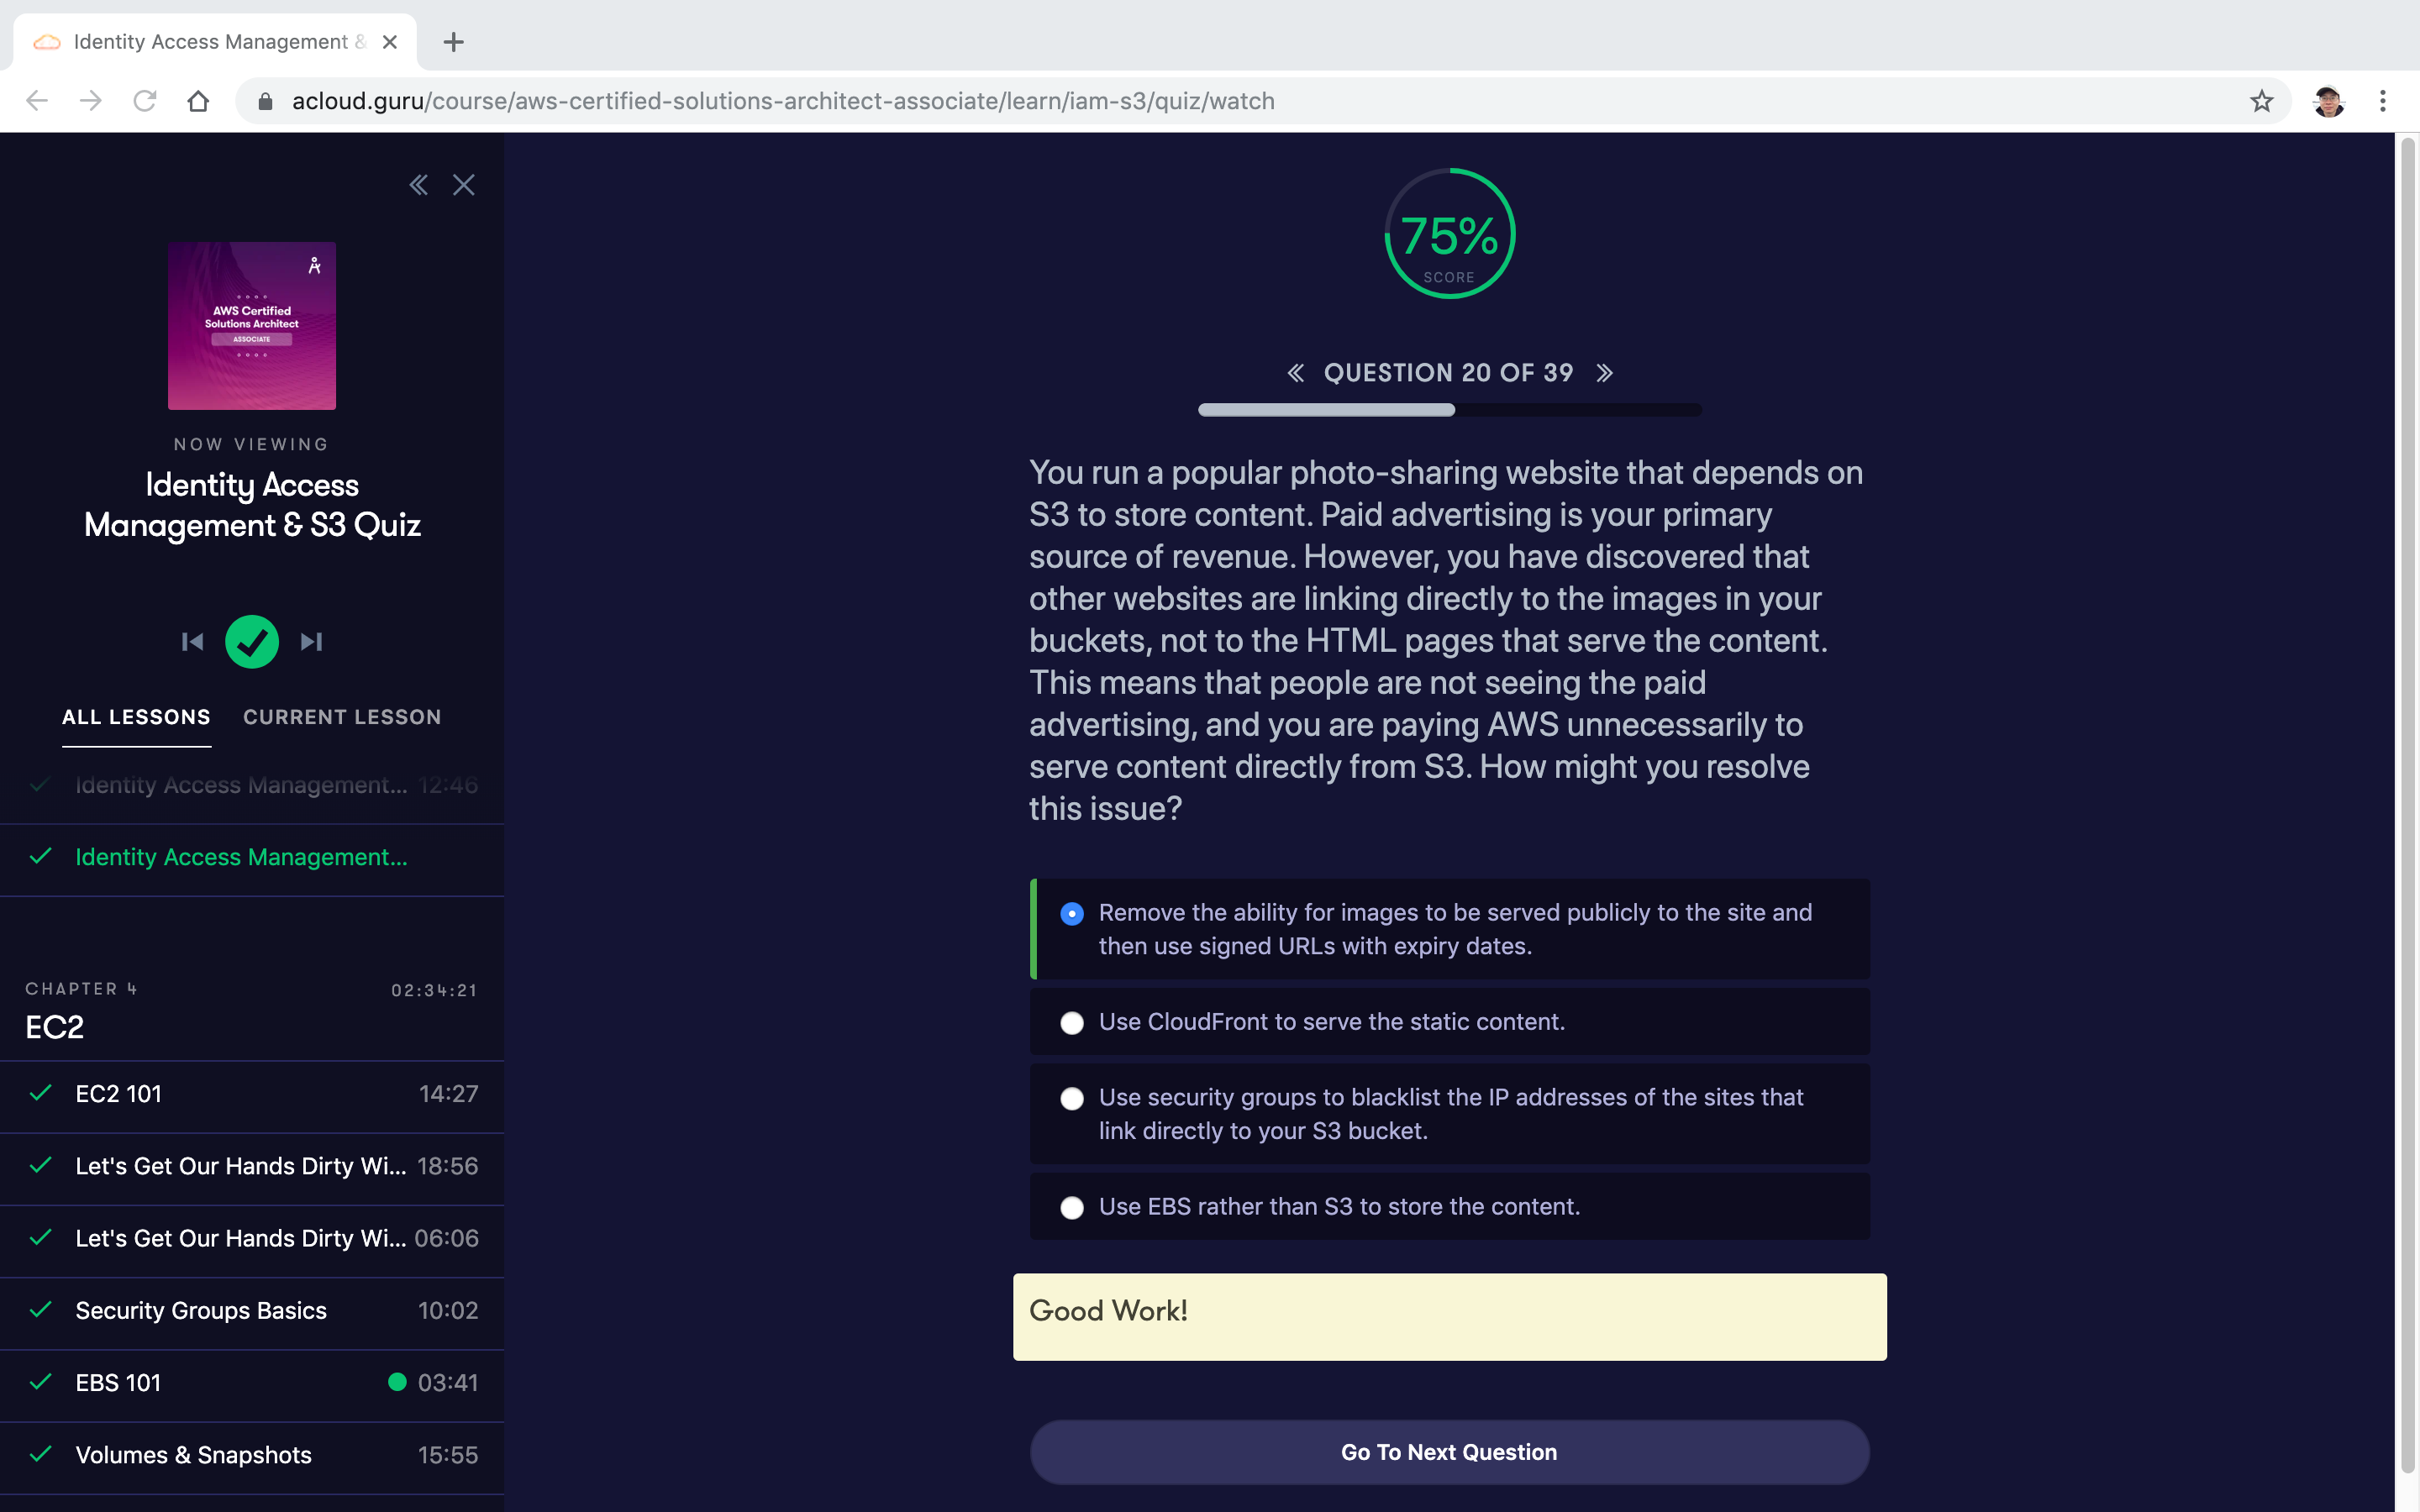 Identity Access Management &
acloud.guru/course/aws-certified-solutions-architect-associate/learn/iam-s3/quiz/watch
AWS Certified
Solutions Architect
ASSOCIATE
NOW VIEWING
Identity Access
Management & S3 Quiz
ALL LESSONS
CURRENT LESSON
Identity Access Management... 12:46
Identity Access Management...
CHAPTER 4 02:34:21
EC2
EC2 101 14:27
Let's Get Our Hands Dirty Wi... 18:56
Let's Get Our Hands Dirty Wi... 06:06
Security Groups Basics 10:02
EBS 101 03:41
Volumes & Snapshots 15:55
75%
SCORE
QUESTION 20 OF 39
You run a popular photo-sharing website that depends on
S3 to store content. Paid advertising is your primary
source of revenue. However, you have discovered that
other websites are linking directly to the images in your
buckets, not to the HTML pages that serve the content.
This means that people are not seeing the paid
advertising, and you are paying AWS unnecessarily to
serve content directly from S3. How might you resolve
this issue?
Remove the ability for images to be served publicly to the site and
then use signed URLs with expiry dates.
Use CloudFront to serve the static content.
Use security groups to blacklist the IP addresses of the sites that
link directly to your S3 bucket.
Use EBS rather than S3 to store the content.
Good Work!
Go To Next Question